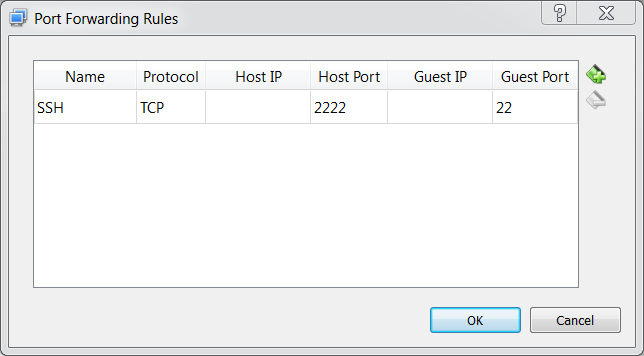 Port Forwarding Rules
Name Protocol Host IP Host Port Guest IP Guest Port
SSH TCP 2222 22
OK Cancel